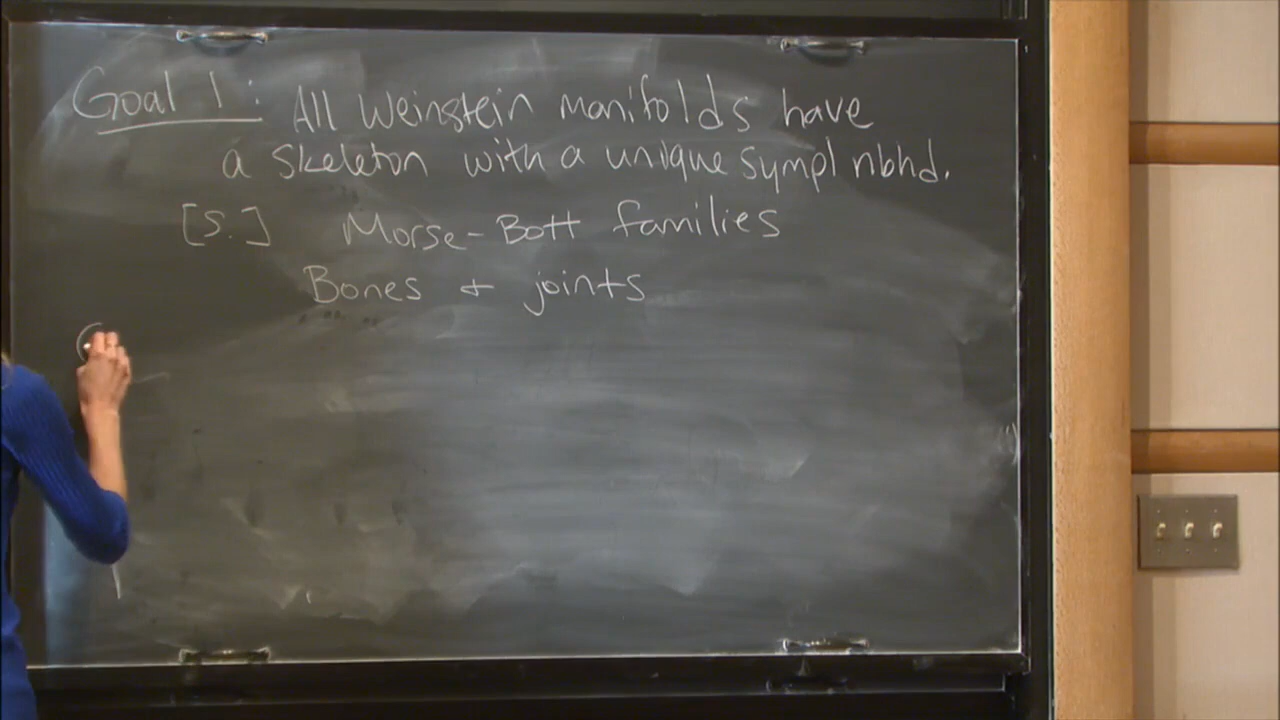 Goal 1: All Weinstein manifolds have
a skeleton with a unique sympl nbhd.
[S.] Morse-Bott families
Bones + joints